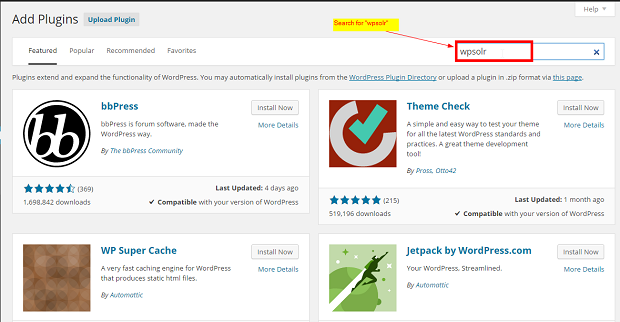 Help
Add Plugins Upload Plugin
Search for "wpsolr"
Featured Popular Recommended Favorites
wpsolr
Plugins extend and expand the functionality of WordPress. You may automatically install plugins from the WordPress Plugin Directory or upload a plugin in .zip format via this page.
bb
bbPress
Install Now
bbPress is forum software, made the
WordPress way.
More Details
By The bbPress Community
(369)
Last Updated: 4 days ago
1,698,842 downloads
Compatible with your version of WordPress
Theme Check
Install Now
A simple and easy way to test your theme
for all the latest WordPress standards and
practices. A great theme development
tool!
More Details
By Pross, Otto42
(215)
Last Updated: 1 month ago
519,196 downloads
Compatible with your version of WordPress
WP Super Cache
Install Now
A very fast caching engine for WordPress
that produces static html files.
More Details
By Automattic
Jetpack by WordPress.com
Install Now
Your WordPress, Streamlined.
More Details
By Automattic